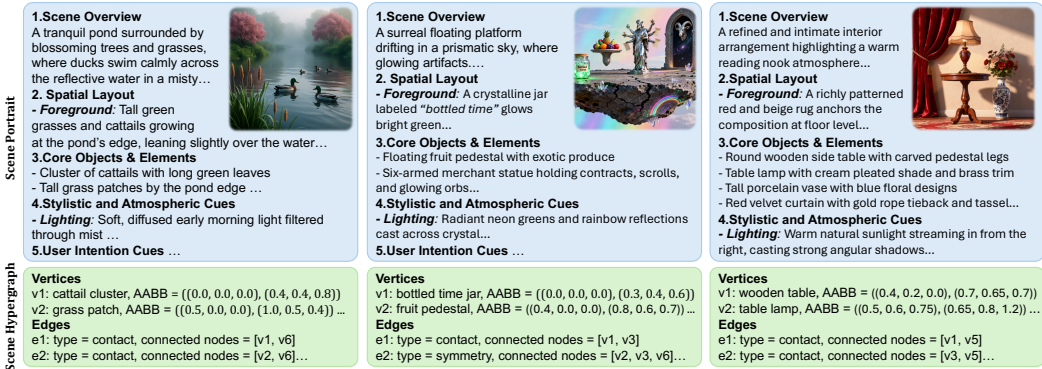 Scene Portrait
1.Scene Overview
A tranquil pond surrounded by
blossoming trees and grasses,
where ducks swim calmly across
the reflective water in a misty…
2. Spatial Layout
- Foreground: Tall green
grasses and cattails growing
at the pond's edge, leaning slightly over the water…
3.Core Objects & Elements
- Cluster of cattails with long green leaves
- Tall grass patches by the pond edge …
4.Stylistic and Atmospheric Cues
- Lighting: Soft, diffused early morning light filtered
through mist …
5.User Intention Cues …
1.Scene Overview
A surreal floating platform
drifting in a prismatic sky, where
glowing artifacts.…
2. Spatial Layout
- Foreground: A crystalline jar
labeled “bottled time” glows
bright green...
3.Core Objects & Elements
- Floating fruit pedestal with exotic produce
- Six-armed merchant statue holding contracts, scrolls,
and glowing orbs...
4.Stylistic and Atmospheric Cues
- Lighting: Radiant neon greens and rainbow reflections
cast across crystal...
5.User Intention Cues …
1.Scene Overview
A refined and intimate interior
arrangement highlighting a warm
reading nook atmosphere...
2.Spatial Layout
- Foreground: A richly patterned
red and beige rug anchors the
composition at floor level...
3.Core Objects & Elements
- Round wooden side table with carved pedestal legs
- Table lamp with cream pleated shade and brass trim
- Tall porcelain vase with blue floral designs
- Red velvet curtain with gold rope tieback and tassel...
4.Stylistic and Atmospheric Cues
- Lighting: Warm natural sunlight streaming in from the
right, casting strong angular shadows...
Scene Hypergraph
Vertices
v1: cattail cluster, AABB = ((0.0, 0.0, 0.0), (0.4, 0.4, 0.8))
v2: grass patch, AABB = ((0.5, 0.0, 0.0), (1.0, 0.5, 0.4)) ...
Edges
e1: type = contact, connected nodes = [v1, v6]
e2: type = contact, connected nodes = [v2, v6]…
Vertices
v1: bottled time jar, AABB = ((0.0, 0.0, 0.0), (0.3, 0.4, 0.6))
v2: fruit pedestal, AABB = ((0.4, 0.0, 0.0), (0.8, 0.6, 0.7)) ...
Edges
e1: type = contact, connected nodes = [v1, v3]
e2: type = symmetry, connected nodes = [v2, v3, v6]…
Vertices
v1: wooden table, AABB = ((0.4, 0.2, 0.0), (0.7, 0.65, 0.7))
v2: table lamp, AABB = ((0.5, 0.6, 0.75), (0.65, 0.8, 1.2)) ...
Edges
e1: type = contact, connected nodes = [v1, v5]
e2: type = contact, connected nodes = [v3, v5]…